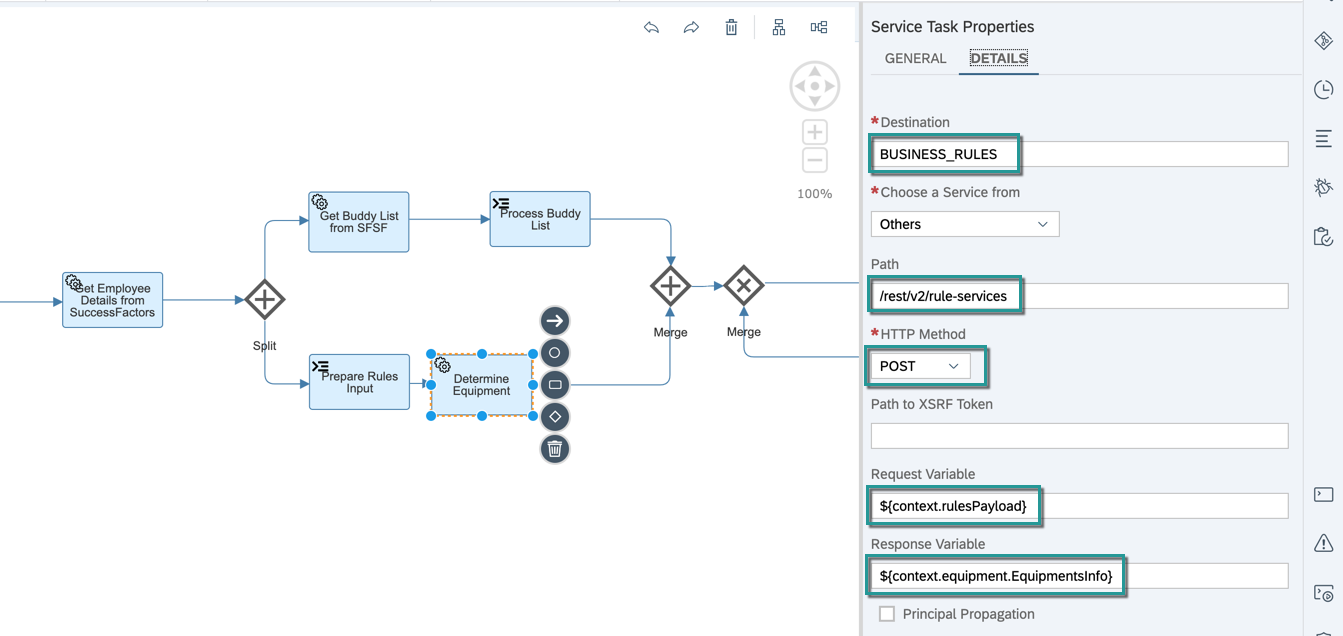 Service Task Properties
GENERAL
DETAILS
*Destination
BUSINESS_RULES
*Choose a Service from
Others
Path
/rest/v2/rule-services
*HTTP Method
POST
Path to XSRF Token
Request Variable
${context.rulesPayload}
Response Variable
${context.equipment.EquipmentsInfo}
Principal Propagation
100%
Get Employee
Details from
SuccessFactors
Split
Get Buddy List
from SFSF
Process Buddy
List
Prepare Rules
Input
Determine
Equipment
Merge
Merge